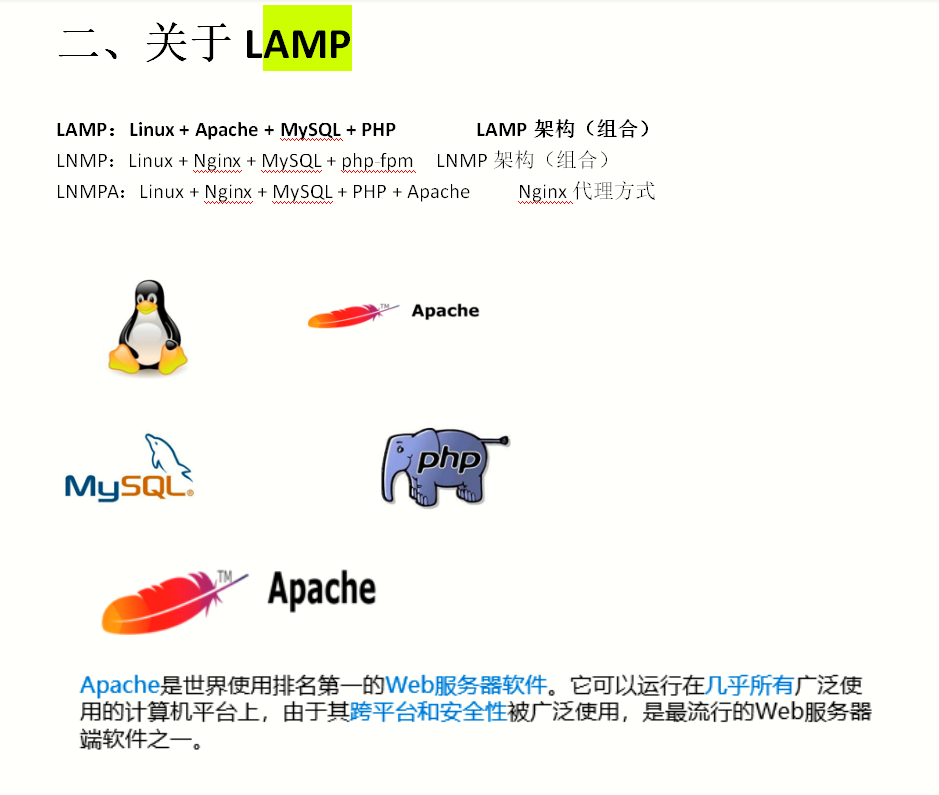 二、关于 LAMP
LAMP：Linux + Apache + MySQL + PHP LAMP 架构（组合）
LNMP：Linux + Nginx + MySQL + php-fpm LNMP 架构（组合）
LNMPA：Linux + Nginx + MySQL + PHP + Apache Nginx 代理方式
TM Apache
MySQL®
php
TM Apache
Apache是世界使用排名第一的Web服务器软件。它可以运行在几乎所有广泛使
用的计算机平台上，由于其跨平台和安全性被广泛使用，是最流行的Web服务器
端软件之一。